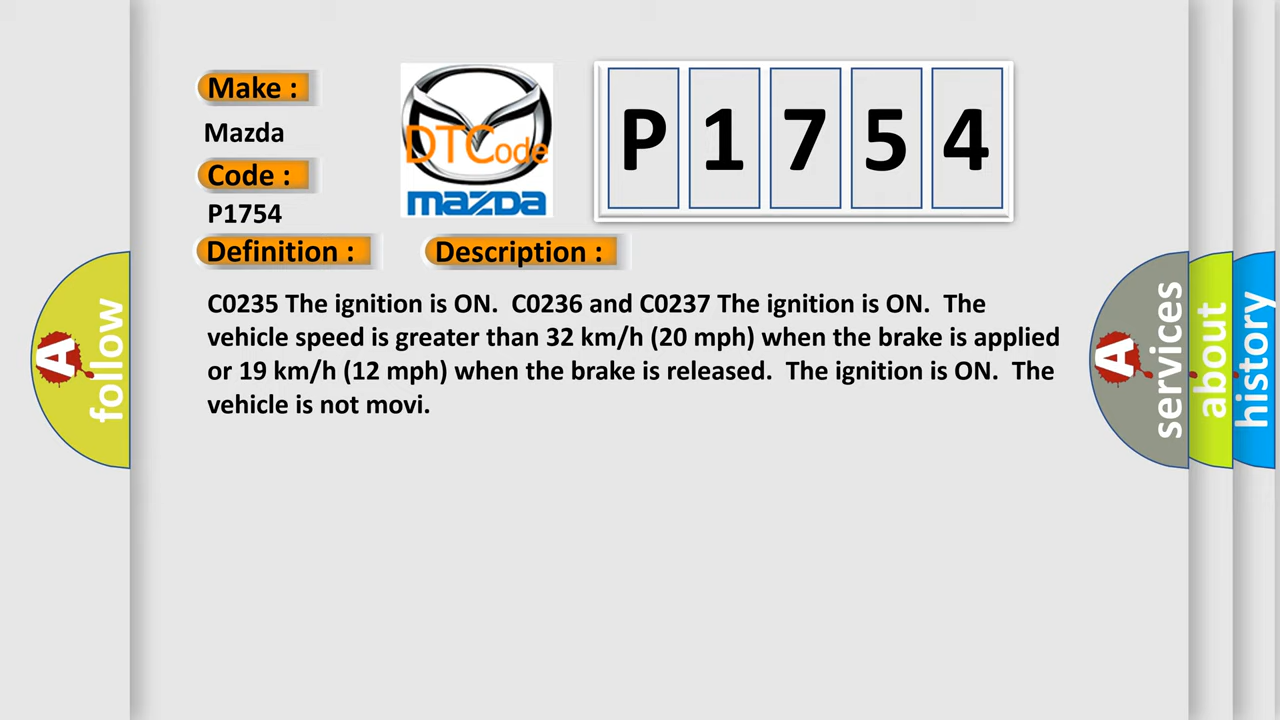 Make :
Mazda
Code :
P1754
Definition :
Description :
DTCode
mazda
P 1 7 5 4
C0235 The ignition is ON.  C0236 and C0237 The ignition is ON.  The
vehicle speed is greater than 32 km/h (20 mph) when the brake is applied
or 19 km/h (12 mph) when the brake is released.  The ignition is ON.  The
vehicle is not movi.
A follow
A services
about
history